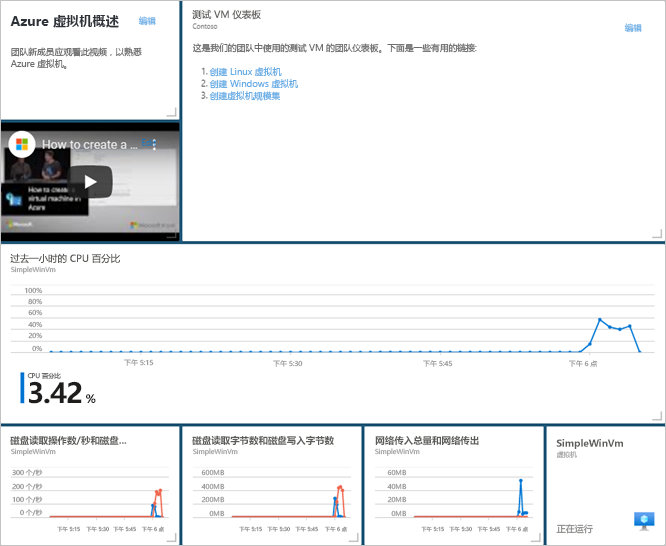 Azure 虚拟机概述
编辑
团队新成员应观看此视频，以熟悉
Azure 虚拟机。
How to create a ...
How to create a
virtual machine in
Azure
Microsoft
测试 VM 仪表板
Contoso
编辑
这是我们的团队中使用的测试 VM 的团队仪表板。下面是一些有用的链接:
1. 创建 Linux 虚拟机
2. 创建 Windows 虚拟机
3. 创建虚拟机规模集
过去一小时的 CPU 百分比
SimpleWinVm
100%
80%
60%
40%
20%
0%
下午 5:15
下午 5:30
下午 5:45
下午 6 点
CPU 百分比
3.42 %
磁盘读取操作数/秒和磁盘...
SimpleWinVm
300 个/秒
200 个/秒
100 个/秒
0 个/秒
下午 5:15 下午 5:30 下午 5:45 下午 6 点
磁盘读取字节数和磁盘写入字节数
SimpleWinVm
600MB
400MB
200MB
0MB
下午 5:15 下午 5:30 下午 5:45 下午 6 点
网络传入总量和网络传出
SimpleWinVm
60MB
40MB
20MB
0MB
下午 5:15 下午 5:30 下午 5:45 下午 6 点
SimpleWinVm
虚拟机
正在运行